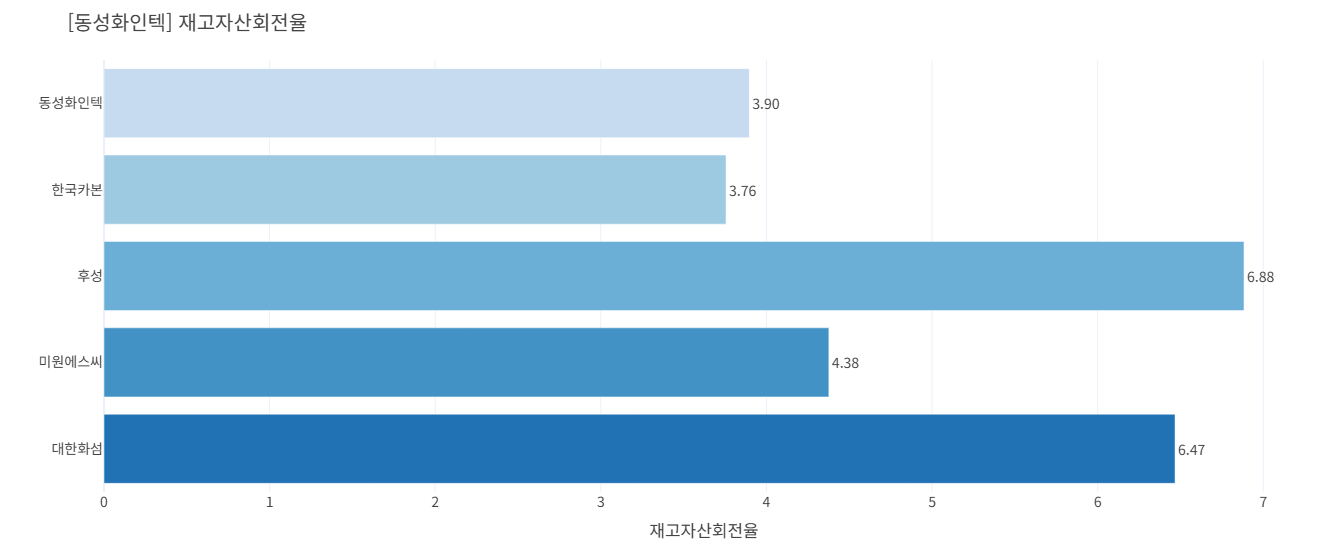 [동성화인텍] 재고자산회전율
동성화인텍
3.90
한국카본
3.76
후성
6.88
미원에스씨
4.38
대한화섬
6.47
0 1 2 3 4 5 6 7
재고자산회전율